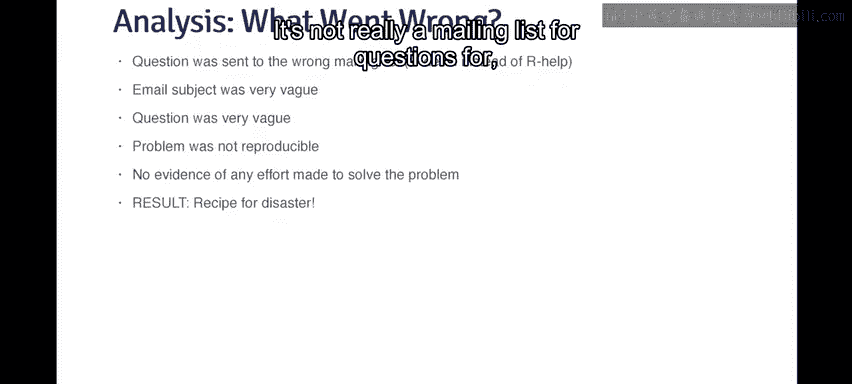 Analysis: What Went Wrong?
It's not really a mailing list for
questions for,
· Question was sent to the wrong of R-help)
· Email subject was very vague
· Question was very vague
· Problem was not reproducible
· No evidence of any effort made to solve the problem
· RESULT: Recipe for disaster!